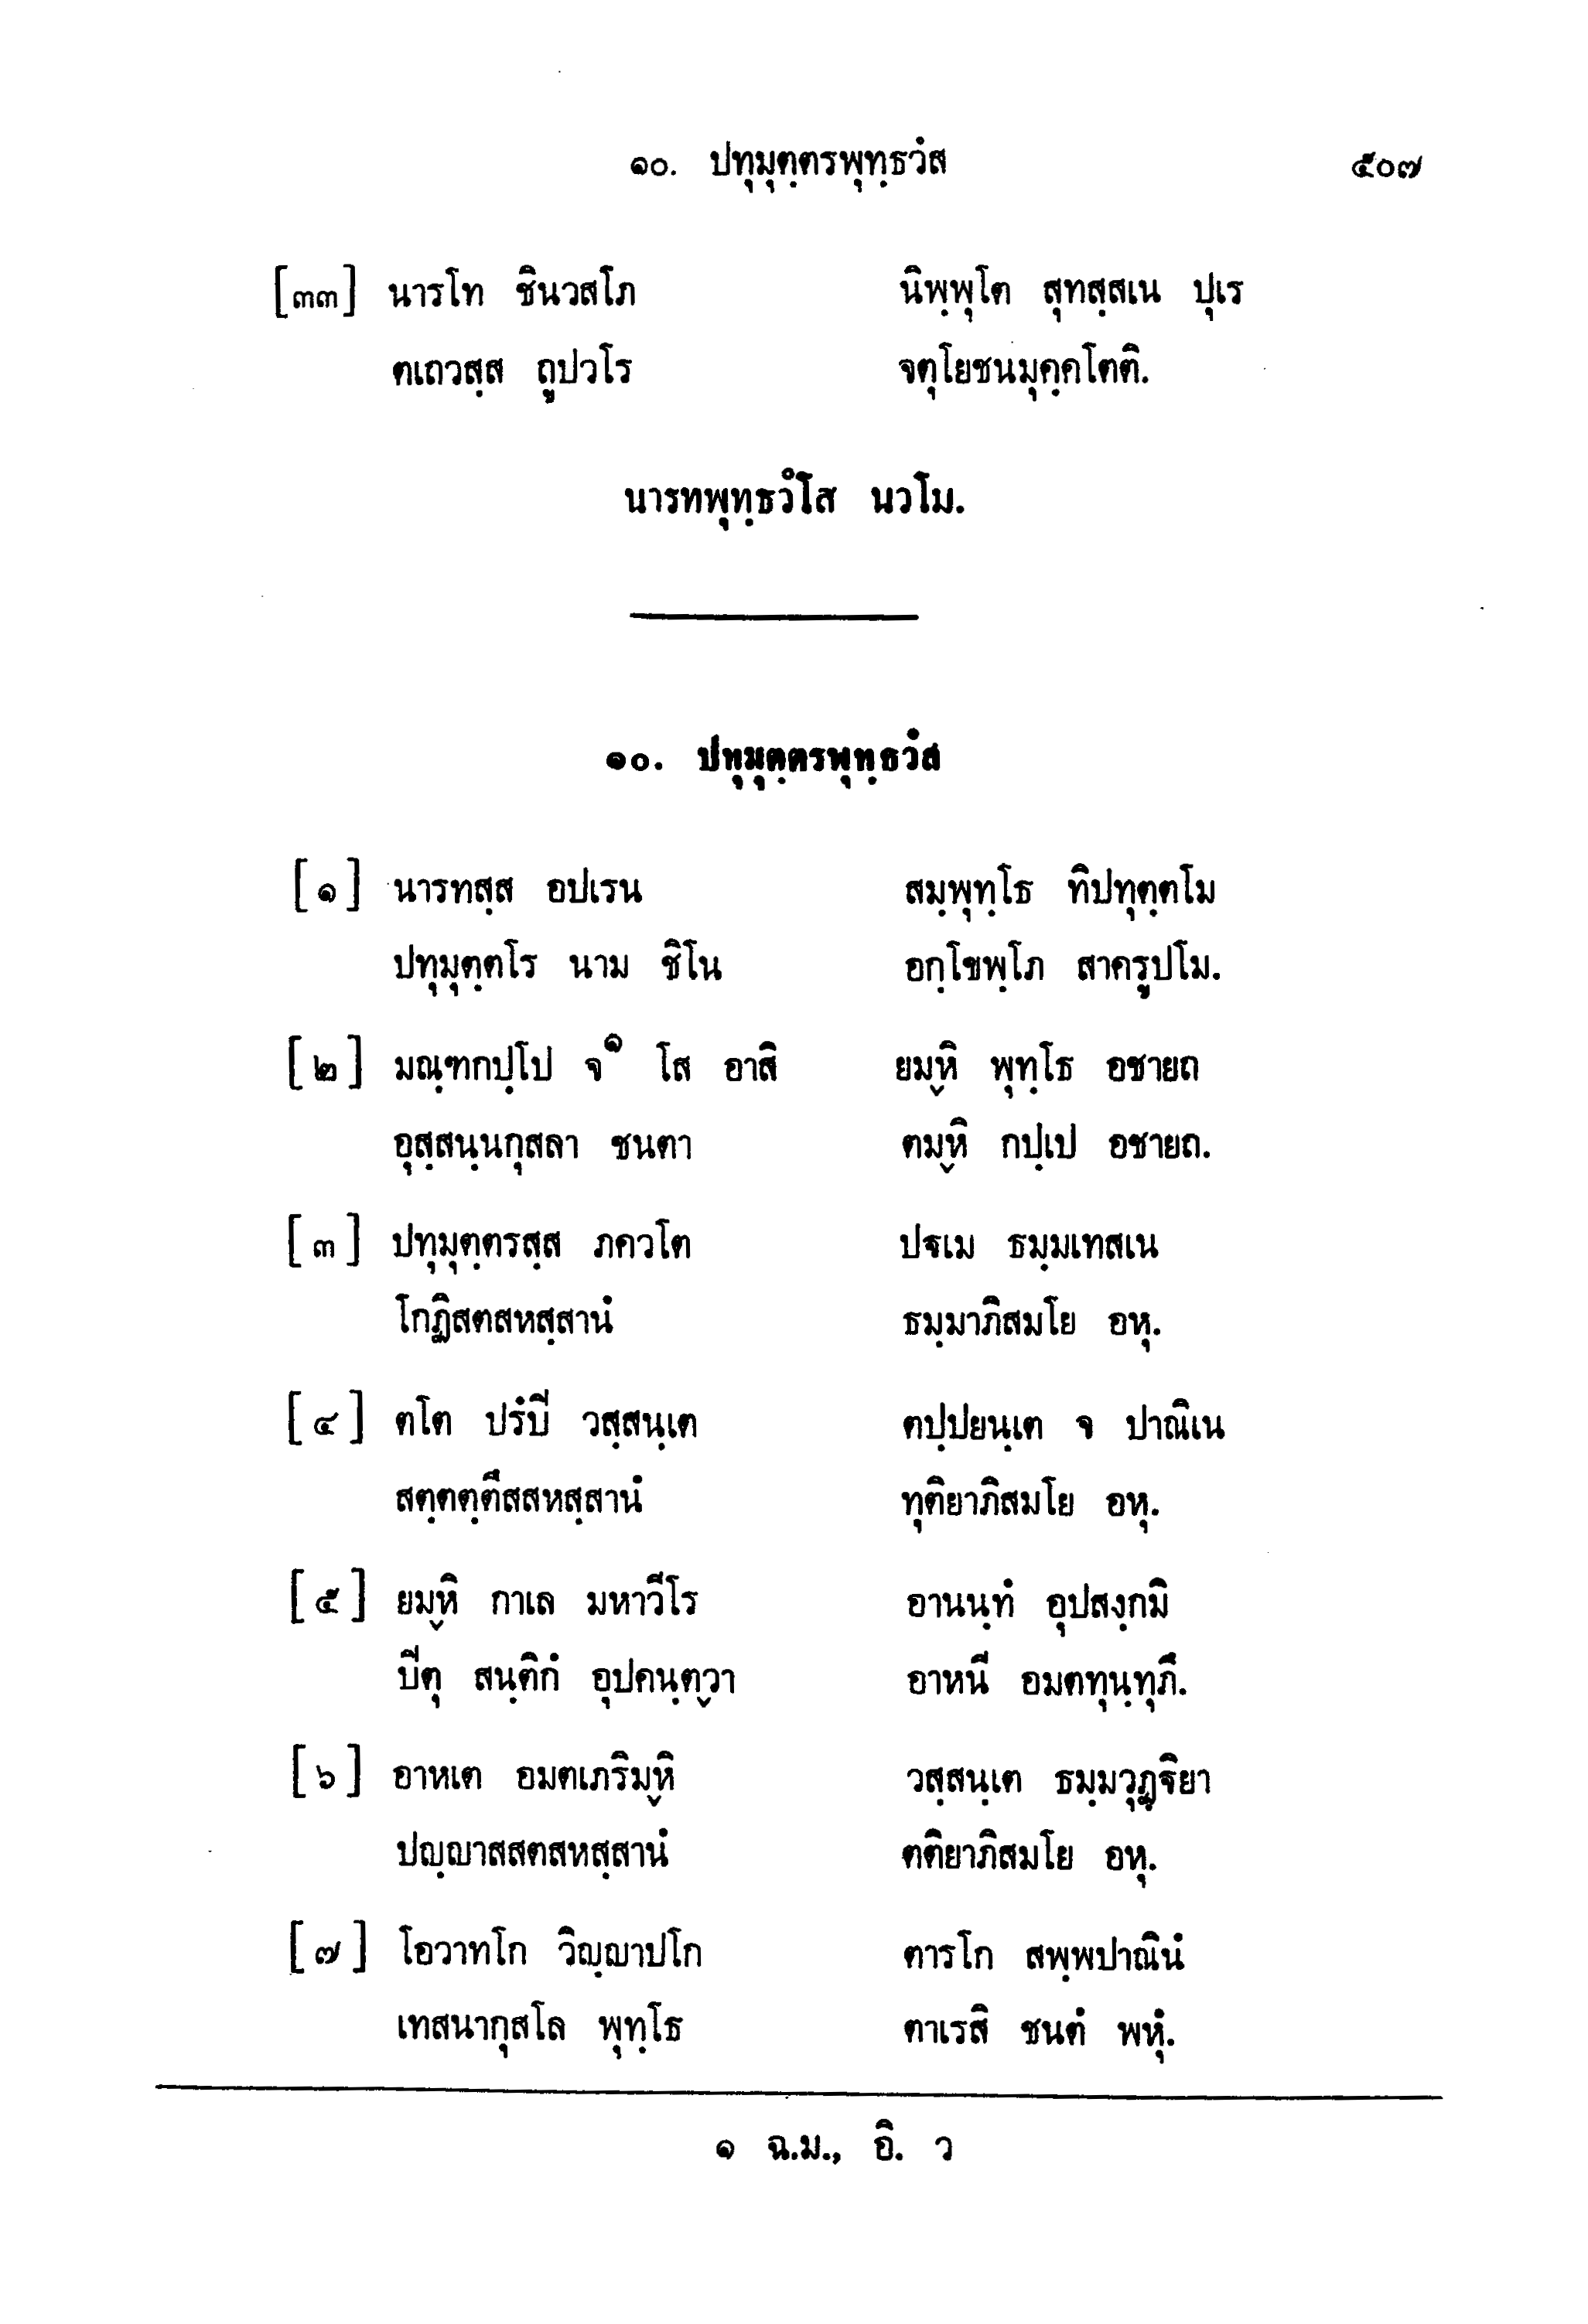 ๑๐. ปทุมุตฺตรพุทฺธวํส ๕๐๗
[๓๓] นารโท ชินวสโภ นิพฺพุโต สุทสฺสเน ปุเร
ตเถวสฺส ถูปวโร จตุโยชนมุคฺคโตติ.
นารทพุทฺธวํโส นวโม.
๑๐. ปทุมุตฺตรพุทฺธวํส
[๑] นารทสฺส อปเรน สมฺพุทฺโธ ทิปทุตฺตโม
ปทุมุตฺตโร นาม ชิโน อกฺโขพฺโภ สาครูปโม.
[๒] มณฺฑกปฺโป จ๑ โส อาสิ ยมฺหิ พุทฺโธ อชายถ
อุสฺสนฺนกุสลา ชนตา ตมฺหิ กปฺเป อชายถ.
[๓] ปทุมุตฺตรสฺส ภควโต ปฐเม ธมฺมเทสเน
โกฏิสตสหสฺสานํ ธมฺมาภิสมโย อหุ.
[๔] ตโต ปรํปิ วสฺสนฺเต ตปฺปยนฺเต จ ปาณิเน
สตฺตตฺตึสสหสฺสานํ ทุติยาภิสมโย อหุ.
[๕] ยมฺหิ กาเล มหาวีโร อานนฺทํ อุปสงฺกมิ
ปิตุ สนฺติกํ อุปคนฺตฺวา อาหนี อมตทุนฺทุภึ.
[๖] อาหเต อมตเภริมฺหิ วสฺสนฺเต ธมฺมวุฏฺฐิยา
ปญฺญาสสตสหสฺสานํ ตติยาภิสมโย อหุ.
[๗] โอวาทโก วิญฺญาปโก ตารโก สพฺพปาณินํ
เทสนากุสโล พุทฺโธ ตาเรสิ ชนตํ พหุํ.
๑ ฉ.ม., อิ. ว